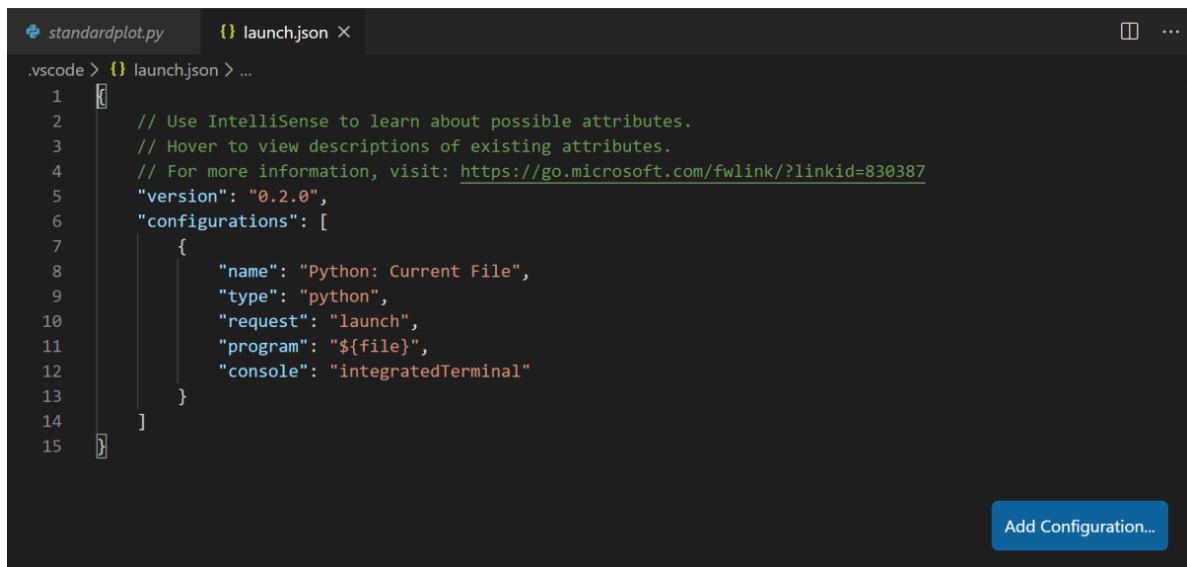 standardplot.py {} launch.json ×
.vscode > {} launch.json > ...
1 {
2 // Use IntelliSense to learn about possible attributes.
3 // Hover to view descriptions of existing attributes.
4 // For more information, visit: https://go.microsoft.com/fwlink/?linkid=830387
5 "version": "0.2.0",
6 "configurations": [
7 {
8 "name": "Python: Current File",
9 "type": "python",
10 "request": "launch",
11 "program": "${file}",
12 "console": "integratedTerminal"
13 }
14 ]
15 }
Add Configuration...